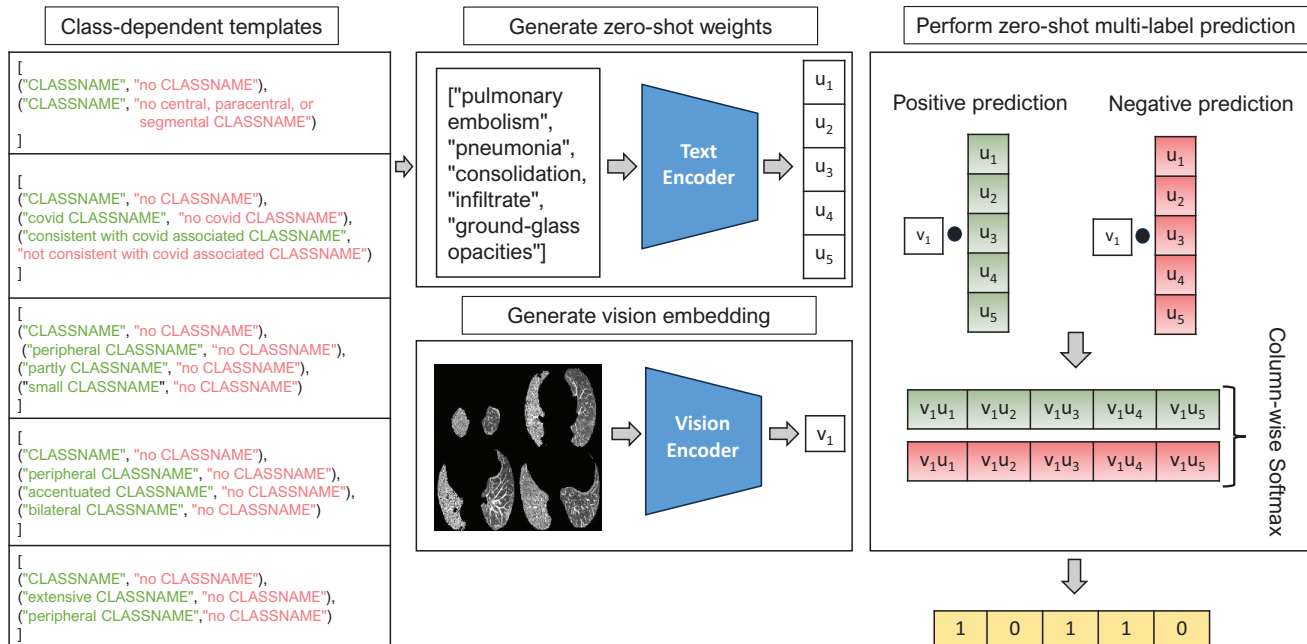 Class-dependent templates
[
("CLASSNAME", "no CLASSNAME"),
("CLASSNAME", "no central, paracentral, or
segmental CLASSNAME")
]
[
("CLASSNAME", "no CLASSNAME"),
("covid CLASSNAME", "no covid CLASSNAME"),
("consistent with covid associated CLASSNAME",
"not consistent with covid associated CLASSNAME")
]
[
("CLASSNAME", "no CLASSNAME"),
("peripheral CLASSNAME", “no CLASSNAME"),
("partly CLASSNAME", "no CLASSNAME"),
("small CLASSNAME", "no CLASSNAME")
]
[
("CLASSNAME", "no CLASSNAME"),
("peripheral CLASSNAME","no CLASSNAME"),
("accentuated CLASSNAME", "no CLASSNAME"),
("bilateral CLASSNAME", "no CLASSNAME")
]
[
("CLASSNAME", "no CLASSNAME"),
("extensive CLASSNAME", "no CLASSNAME"),
("peripheral CLASSNAME","no CLASSNAME")
]
Generate zero-shot weights
["pulmonary
embolism",
"pneumonia",
"consolidation,
"infiltrate",
"ground-glass
opacities"]
Text
Encoder
u₁
u₂
u₃
u₄
u₅
Generate vision embedding
Vision
Encoder
v₁
Perform zero-shot multi-label prediction
Positive prediction
v₁
u₁
u₂
u₃
u₄
u₅
Negative prediction
v₁
u₁
u₂
u₃
u₄
u₅
v₁u₁ v₁u₂ v₁u₃ v₁u₄ v₁u₅
v₁u₁ v₁u₂ v₁u₃ v₁u₄ v₁u₅
Column-wise Softmax
1 0 1 1 0